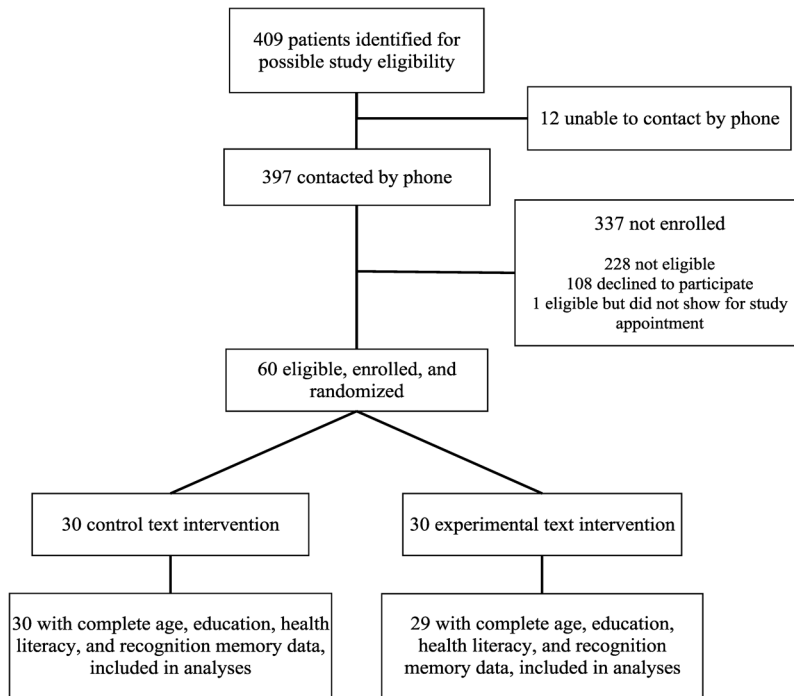 409 patients identified for
possible study eligibility
12 unable to contact by phone
397 contacted by phone
337 not enrolled
228 not eligible
108 declined to participate
1 eligible but did not show for study
appointment
60 eligible, enrolled, and
randomized
30 control text intervention
30 experimental text intervention
30 with complete age, education, health
literacy, and recognition memory data,
included in analyses
29 with complete age, education,
health literacy, and recognition
memory data, included in analyses